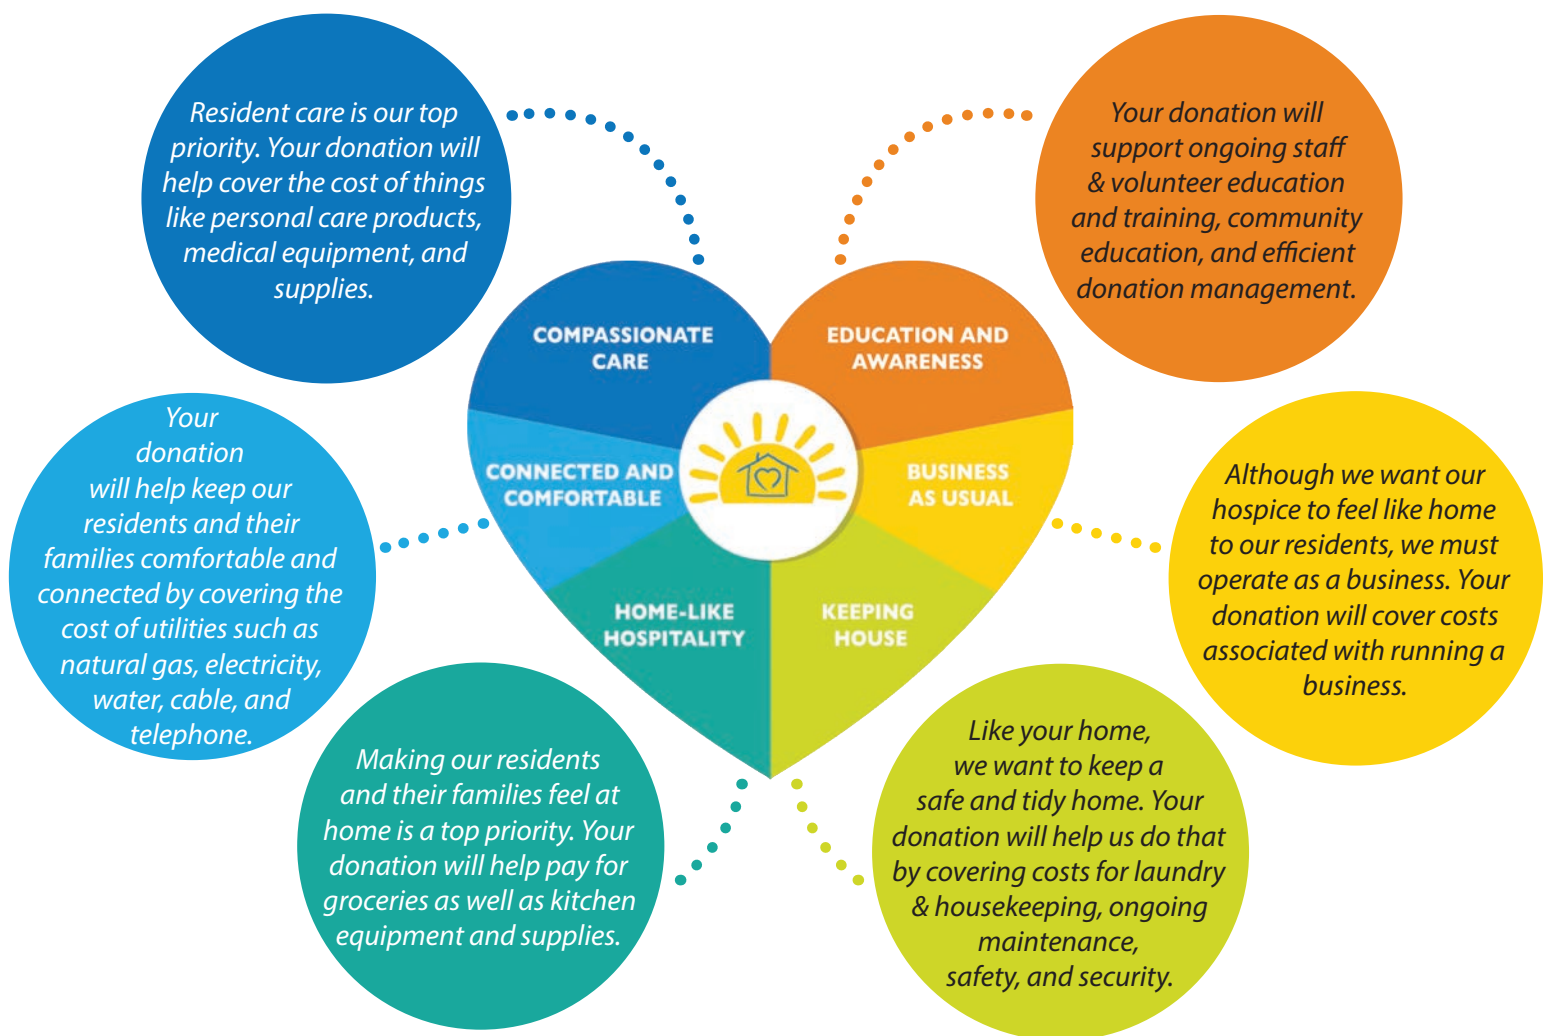 Resident care is our top
priority. Your donation will
help cover the cost of things
like personal care products,
medical equipment, and
supplies.
Your donation will
support ongoing staff
& volunteer education
and training, community
education, and efficient
donation management.
COMPASSIONATE
CARE
EDUCATION AND
AWARENESS
CONNECTED AND
COMFORTABLE
BUSINESS
AS USUAL
HOME-LIKE
HOSPITALITY
KEEPING
HOUSE
Your
donation
will help keep our
residents and their
families comfortable and
connected by covering the
cost of utilities such as
natural gas, electricity,
water, cable, and
telephone.
Although we want our
hospice to feel like home
to our residents, we must
operate as a business. Your
donation will cover costs
associated with running a
business.
Making our residents
and their families feel at
home is a top priority. Your
donation will help pay for
groceries as well as kitchen
equipment and supplies.
Like your home,
we want to keep a
safe and tidy home. Your
donation will help us do that
by covering costs for laundry
& housekeeping, ongoing
maintenance,
safety, and security.